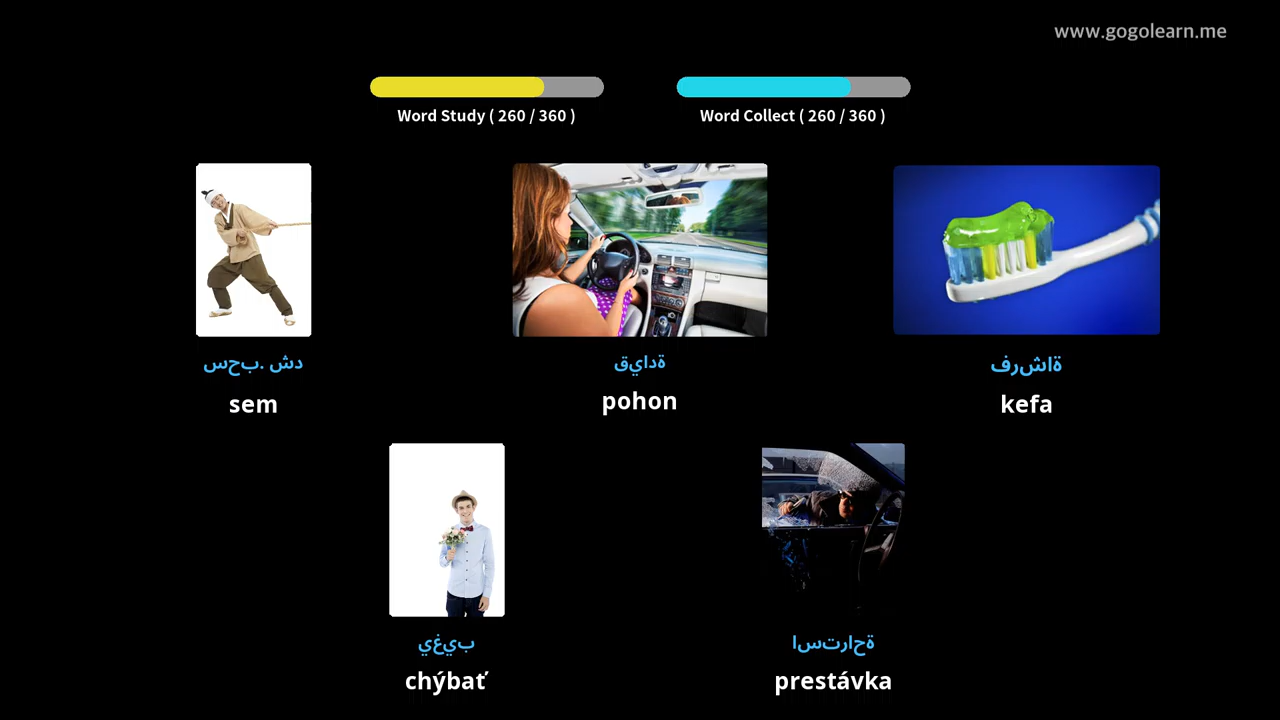 www.gogolearn.me
Word Study ( 260 / 360 )
Word Collect ( 260 / 360 )
دش .بحس
sem
ةدايق
pohon
ةاشرف
kefa
بيغي
chýbať
ةحارتسا
prestávka